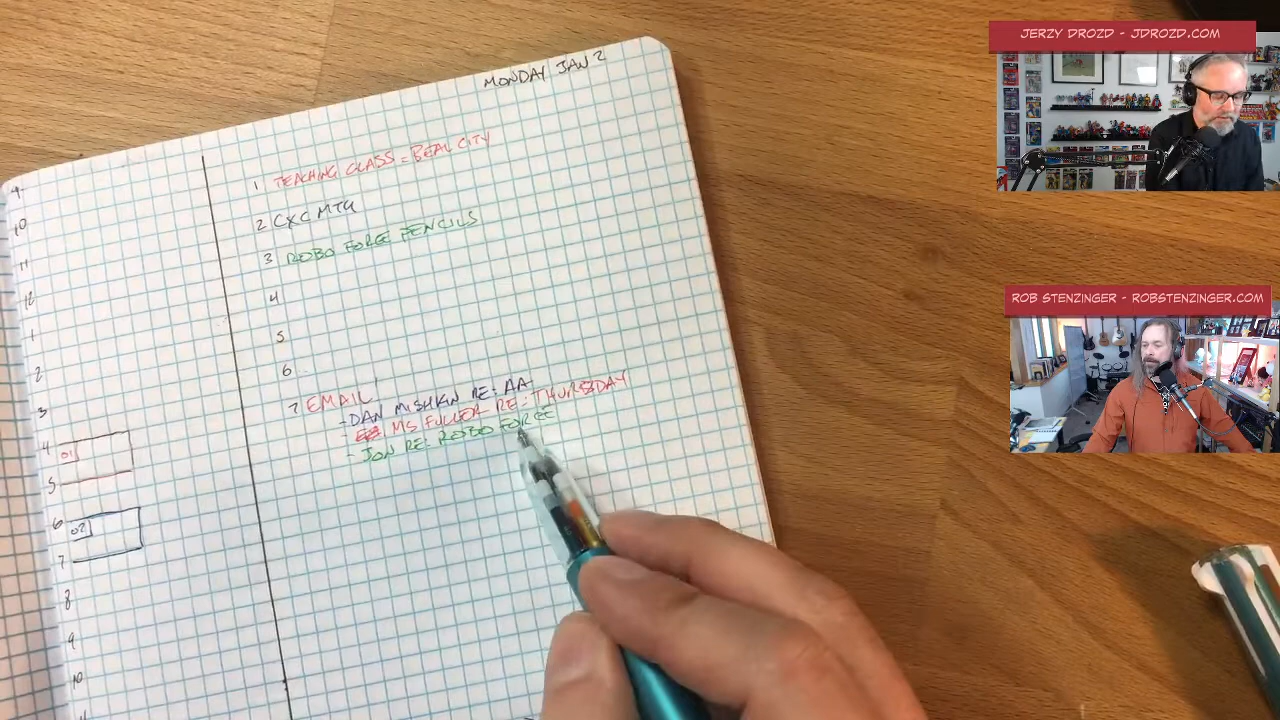 JERZY DROZD - JDROZD.COM
ROB STENZINGER - ROBSTENZINGER.COM
MONDAY JAN 2
1 TEACHING CLASS = BEAL CITY
2 CXC MTG
3 ROBO FORCE PENCILS
4
5
6
7 EMAIL
- DAN MISHKIN RE: AA
MS FULLER RE: THURSDAY
- JON RE: ROBO FORCE
9
10
11
12
1
2
3
4
01
5
6
02
7
8
9
10